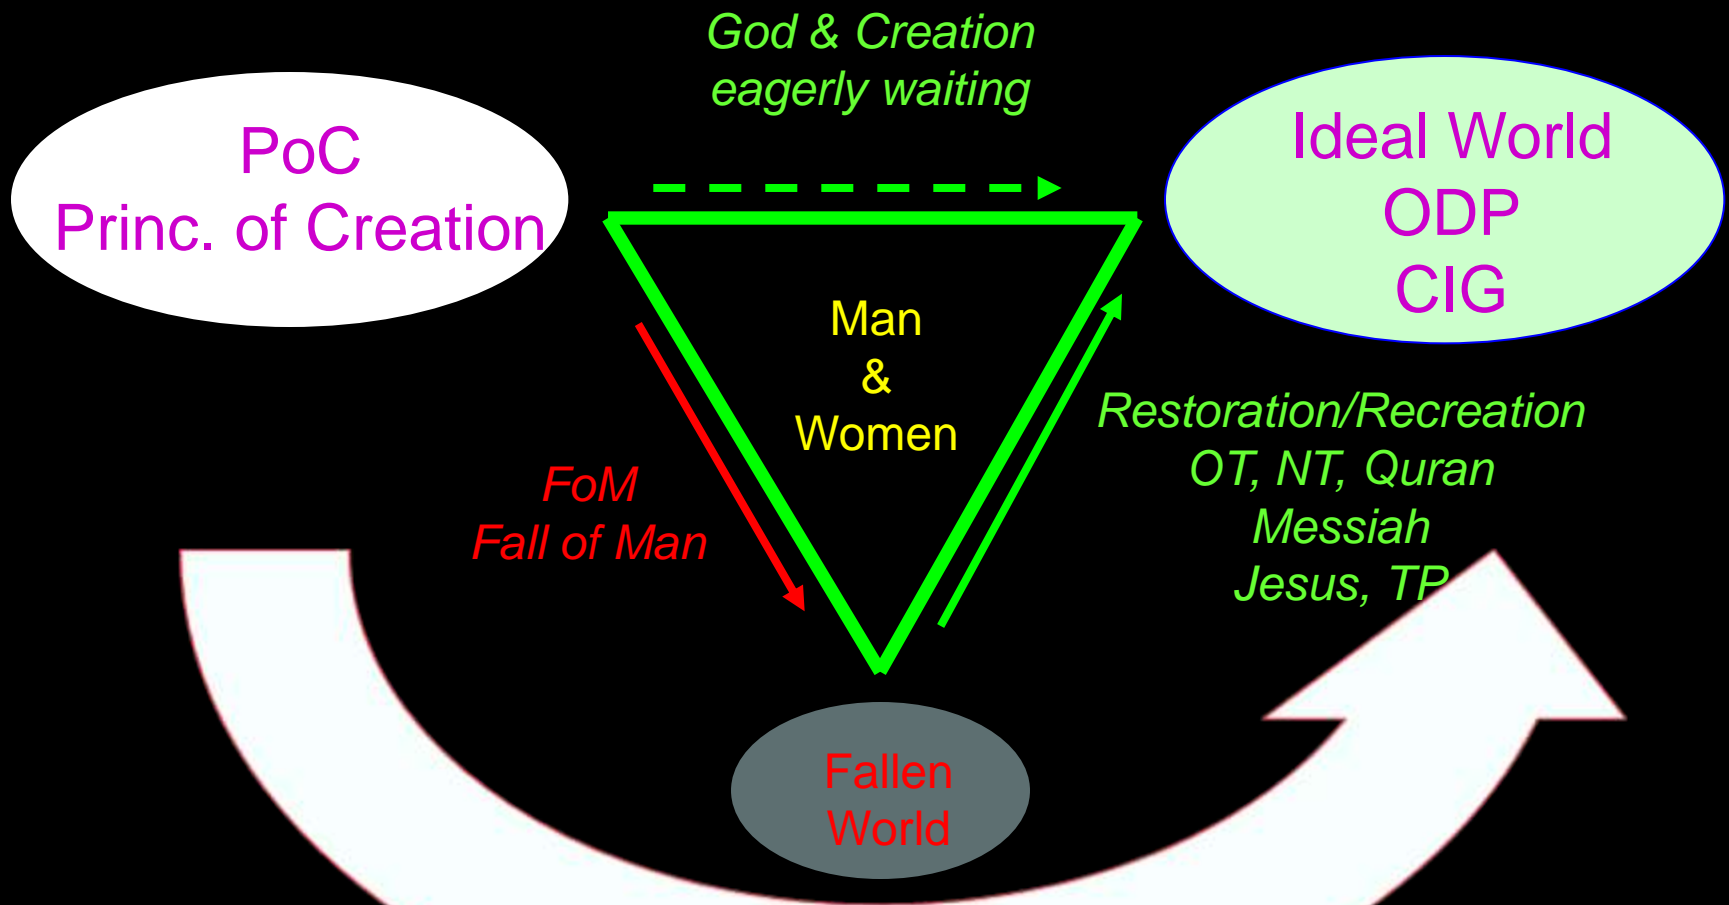 God & Creation
eagerly waiting
PoC
Princ. of Creation
Ideal World
ODP
CIG
Man
&
Women
FoM
Fall of Man
Restoration/Recreation
OT, NT, Quran
Messiah
Jesus, TP
Fallen
World